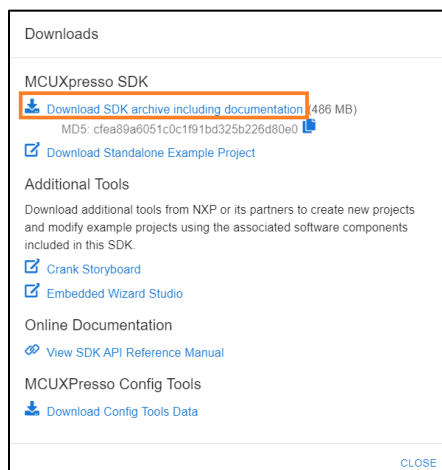 Downloads
MCUXpresso SDK
Download SDK archive including documentation (486 MB)
MD5: cfea89a6051c0c1f91bd325b226d80e0
Download Standalone Example Project
Additional Tools
Download additional tools from NXP or its partners to create new projects
and modify example projects using the associated software components
included in this SDK.
Crank Storyboard
Embedded Wizard Studio
Online Documentation
View SDK API Reference Manual
MCUXPresso Config Tools
Download Config Tools Data
CLOSE